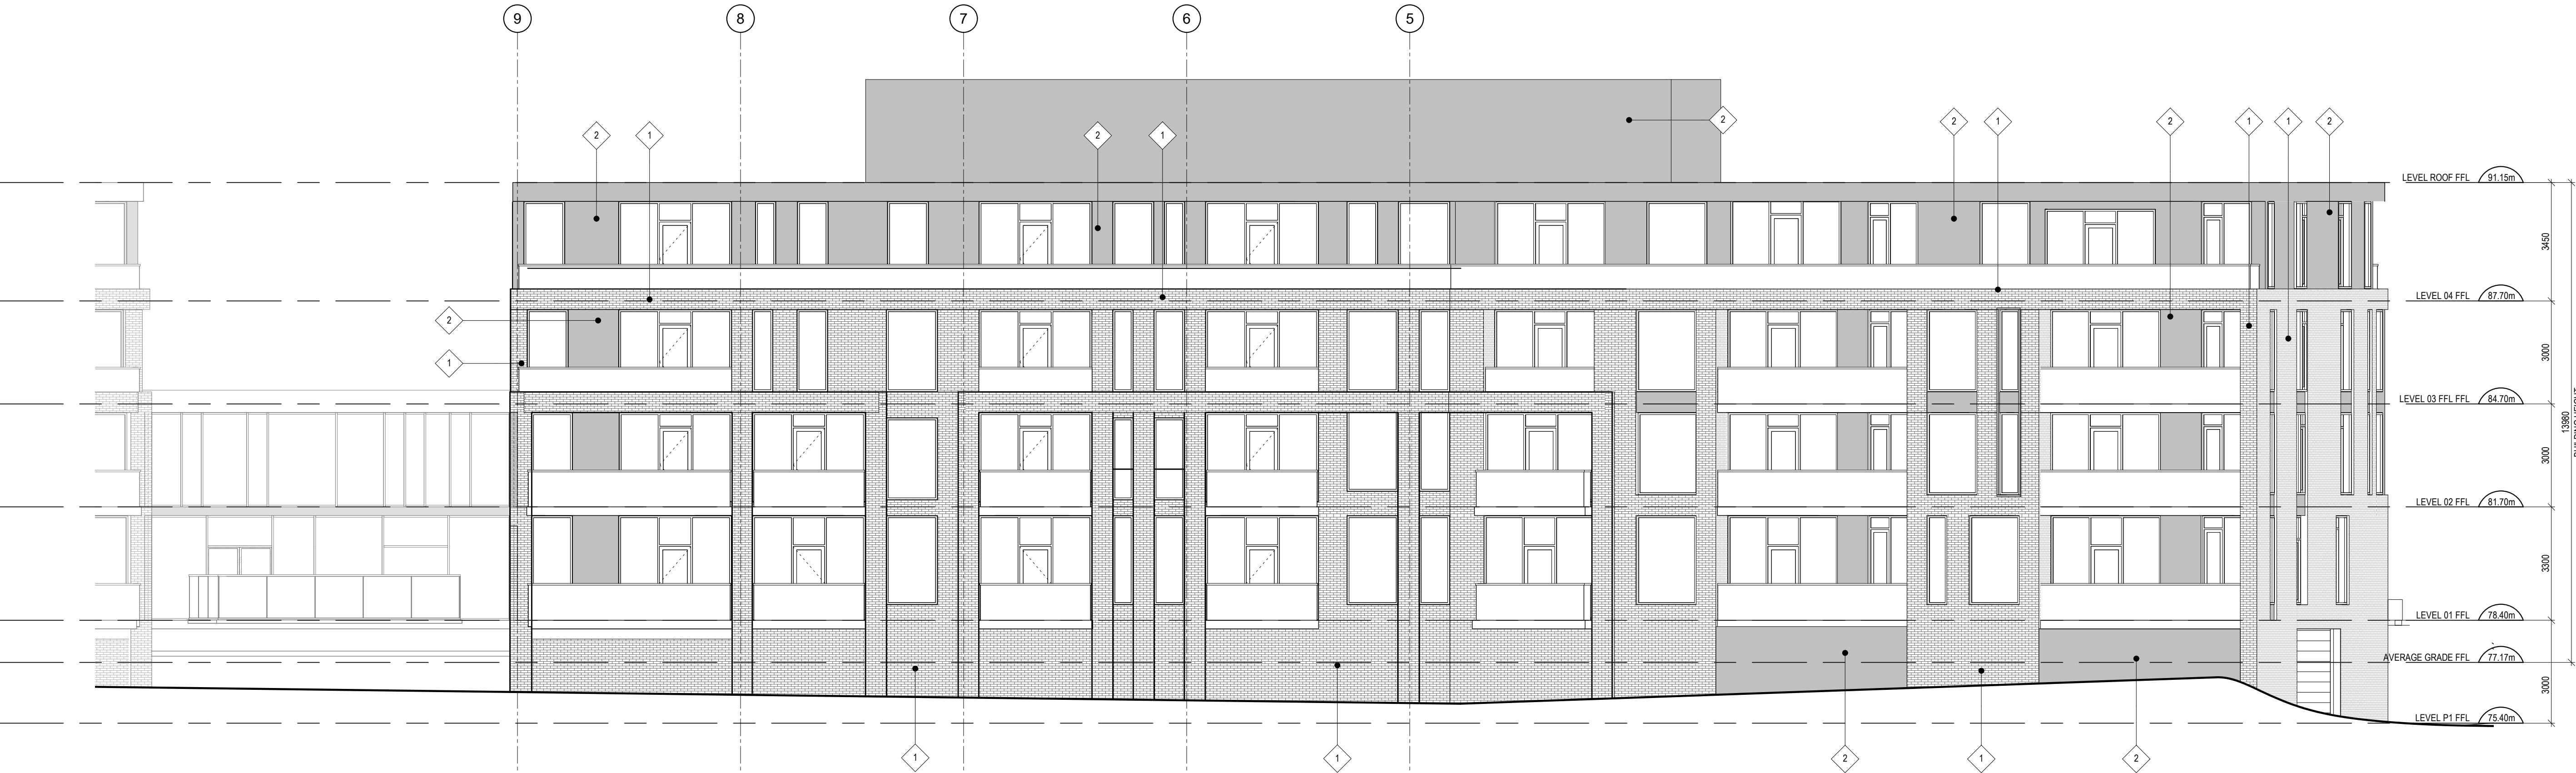 9 8 7 6 5
2
2 1 2 1 2 1 2 1 1 2
LEVEL ROOF FFL 91.15m
3450
LEVEL 04 FFL 87.70m
2
3000
1
LEVEL 03 FFL FFL 84.70m
13980
3000
LEVEL 02 FFL 81.70m
3300
LEVEL 01 FFL 78.40m
AVERAGE GRADE FFL 77.17m
3000
LEVEL P1 FFL 75.40m
1 1 2 1 2